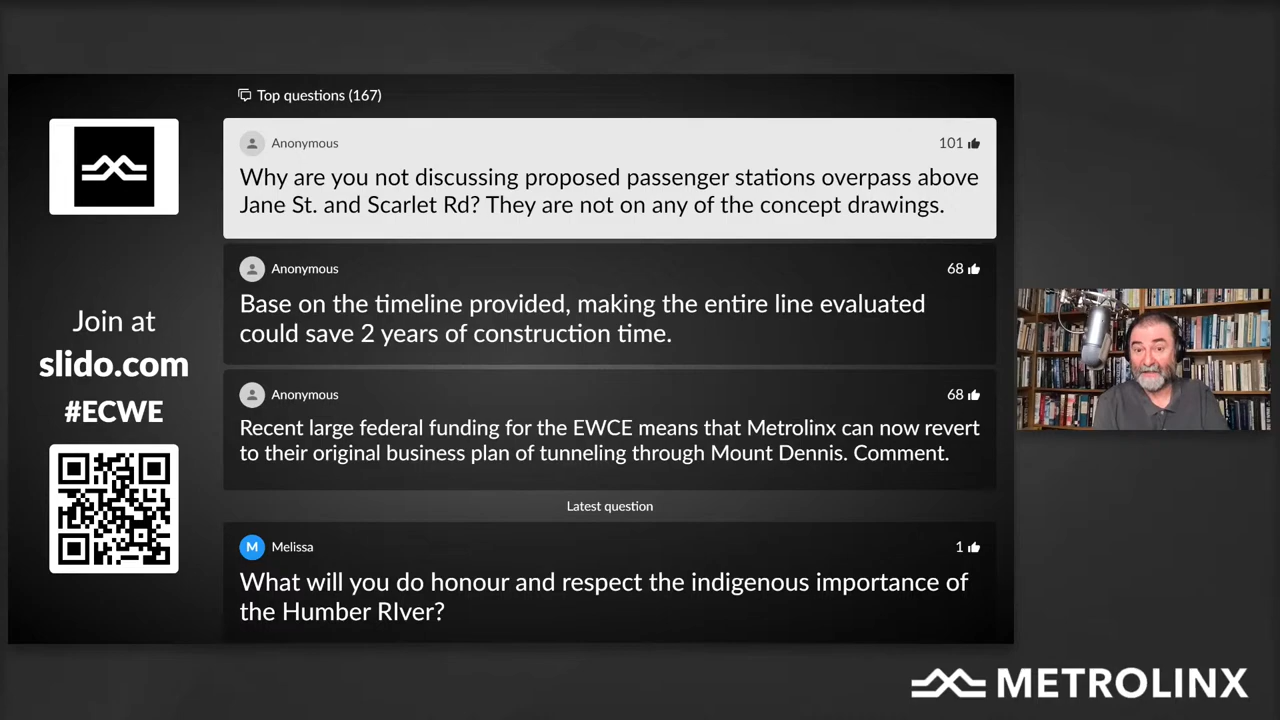 Top questions (167)
Anonymous
101
Why are you not discussing proposed passenger stations overpass above
Jane St. and Scarlet Rd? They are not on any of the concept drawings.
Anonymous
68
Base on the timeline provided, making the entire line evaluated
could save 2 years of construction time.
Anonymous
68
Recent large federal funding for the EWCE means that Metrolinx can now revert
to their original business plan of tunneling through Mount Dennis. Comment.
Latest question
M Melissa
1
What will you do honour and respect the indigenous importance of
the Humber RIver?
Join at
slido.com
#ECWE
METROLINX